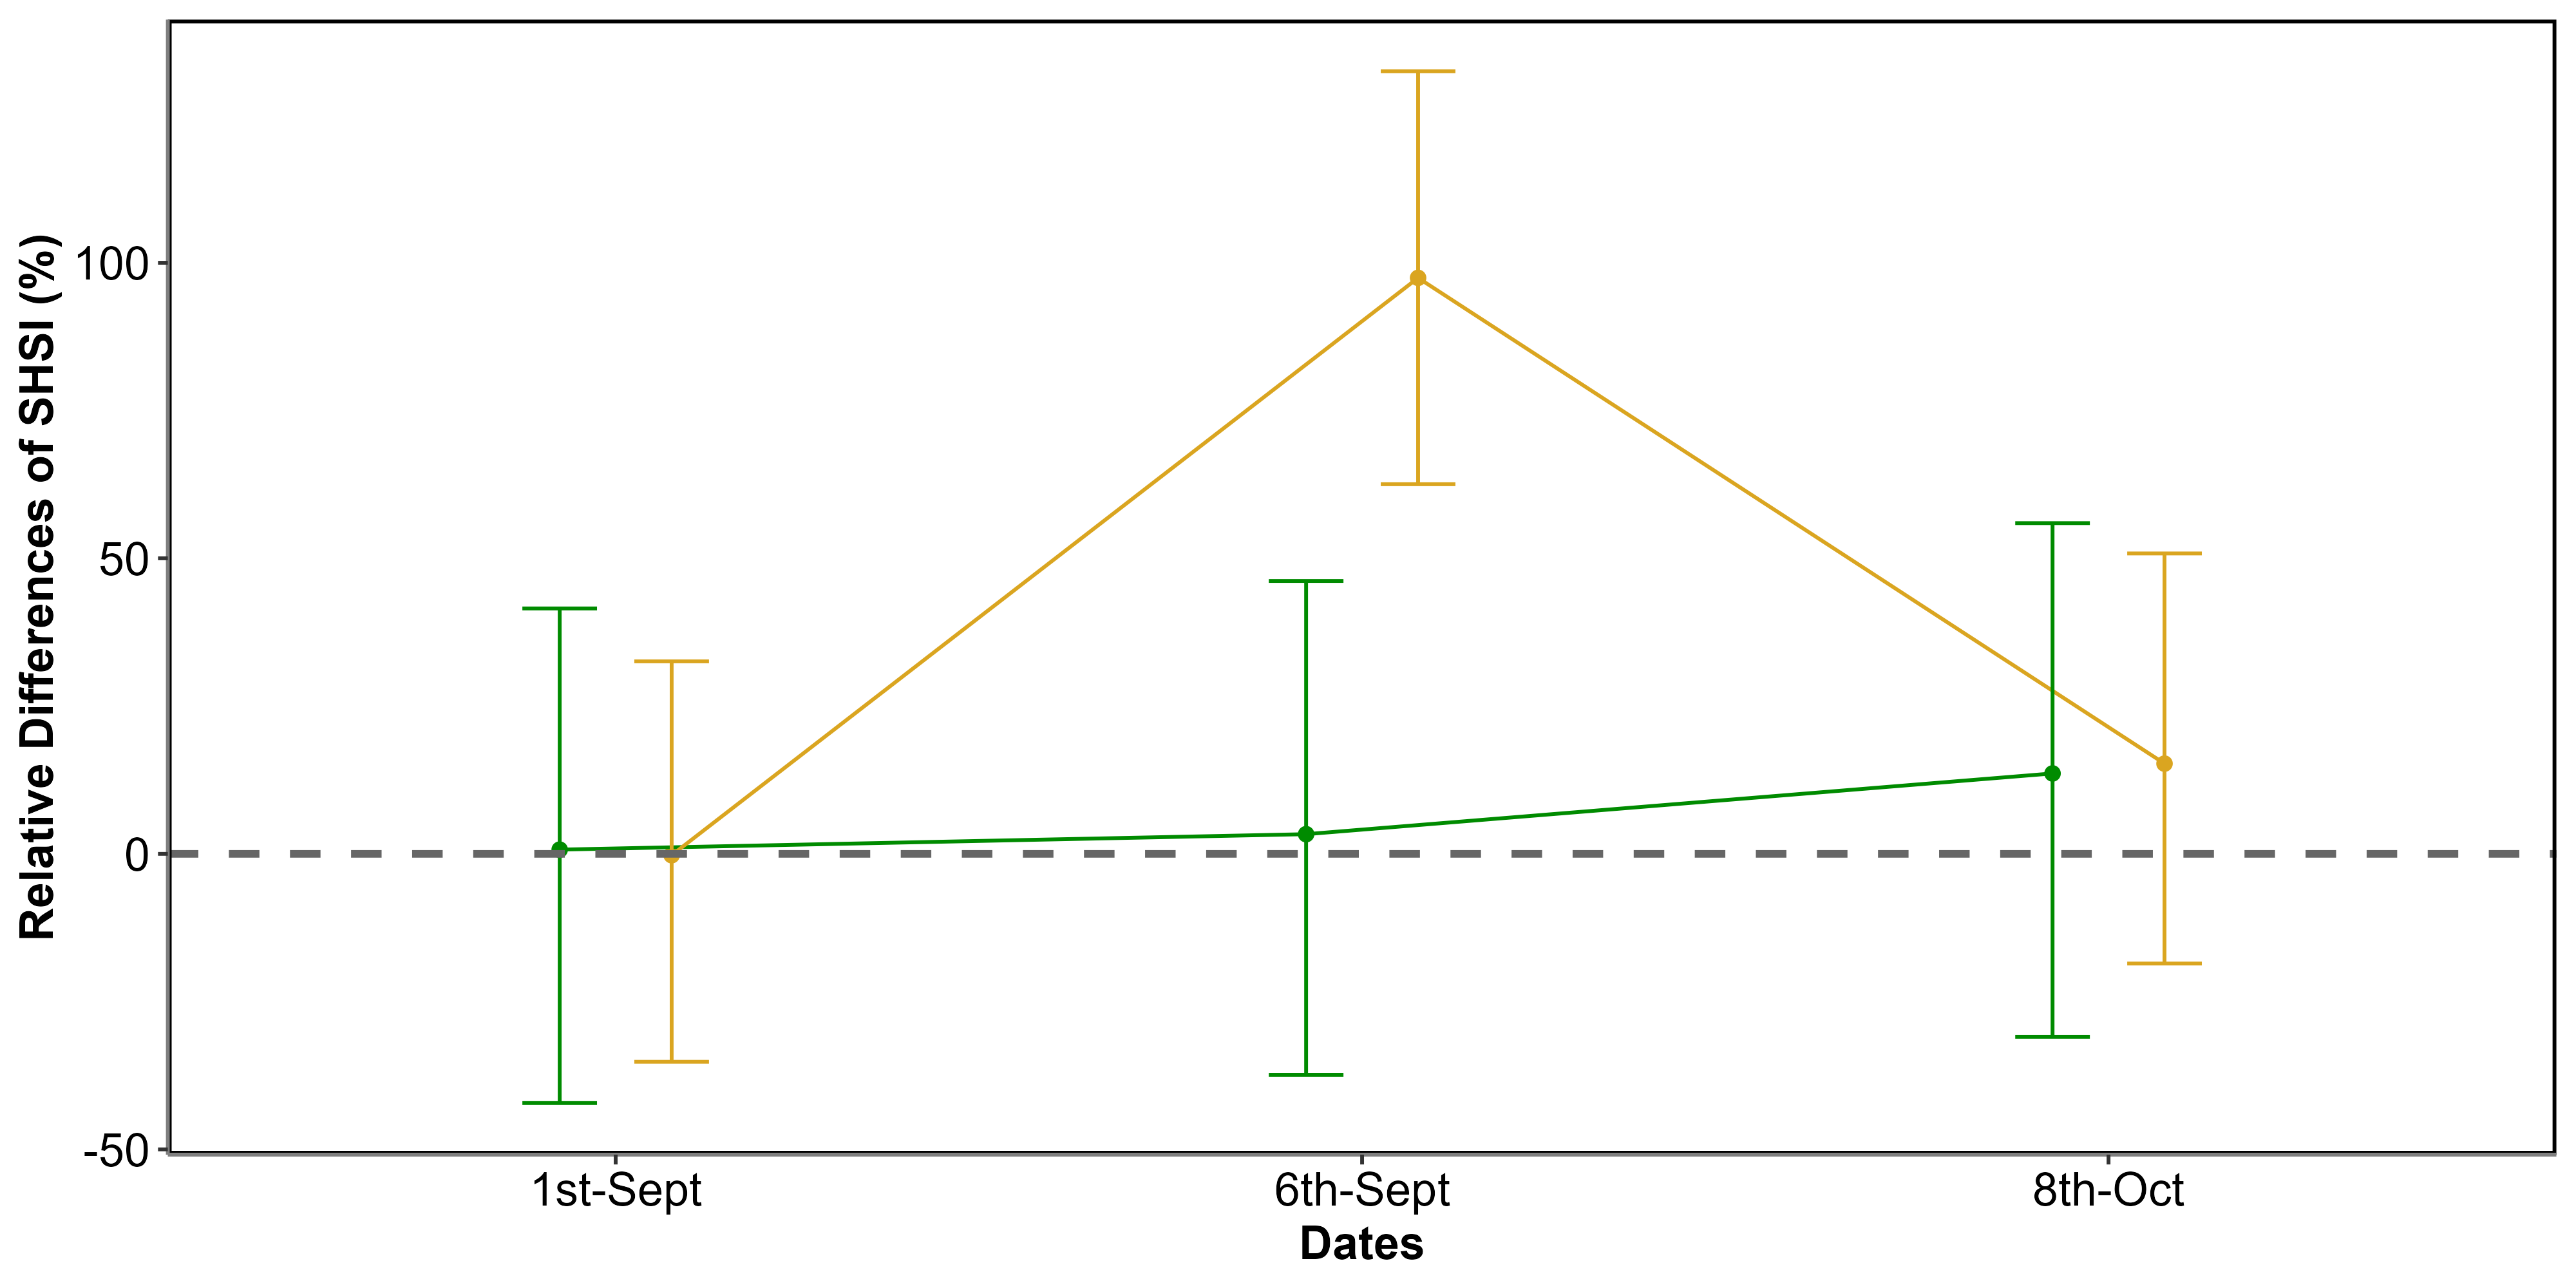 Relative Differences of SHSI (%)
100
50
0
-50
1st-Sept
6th-Sept
8th-Oct
Dates